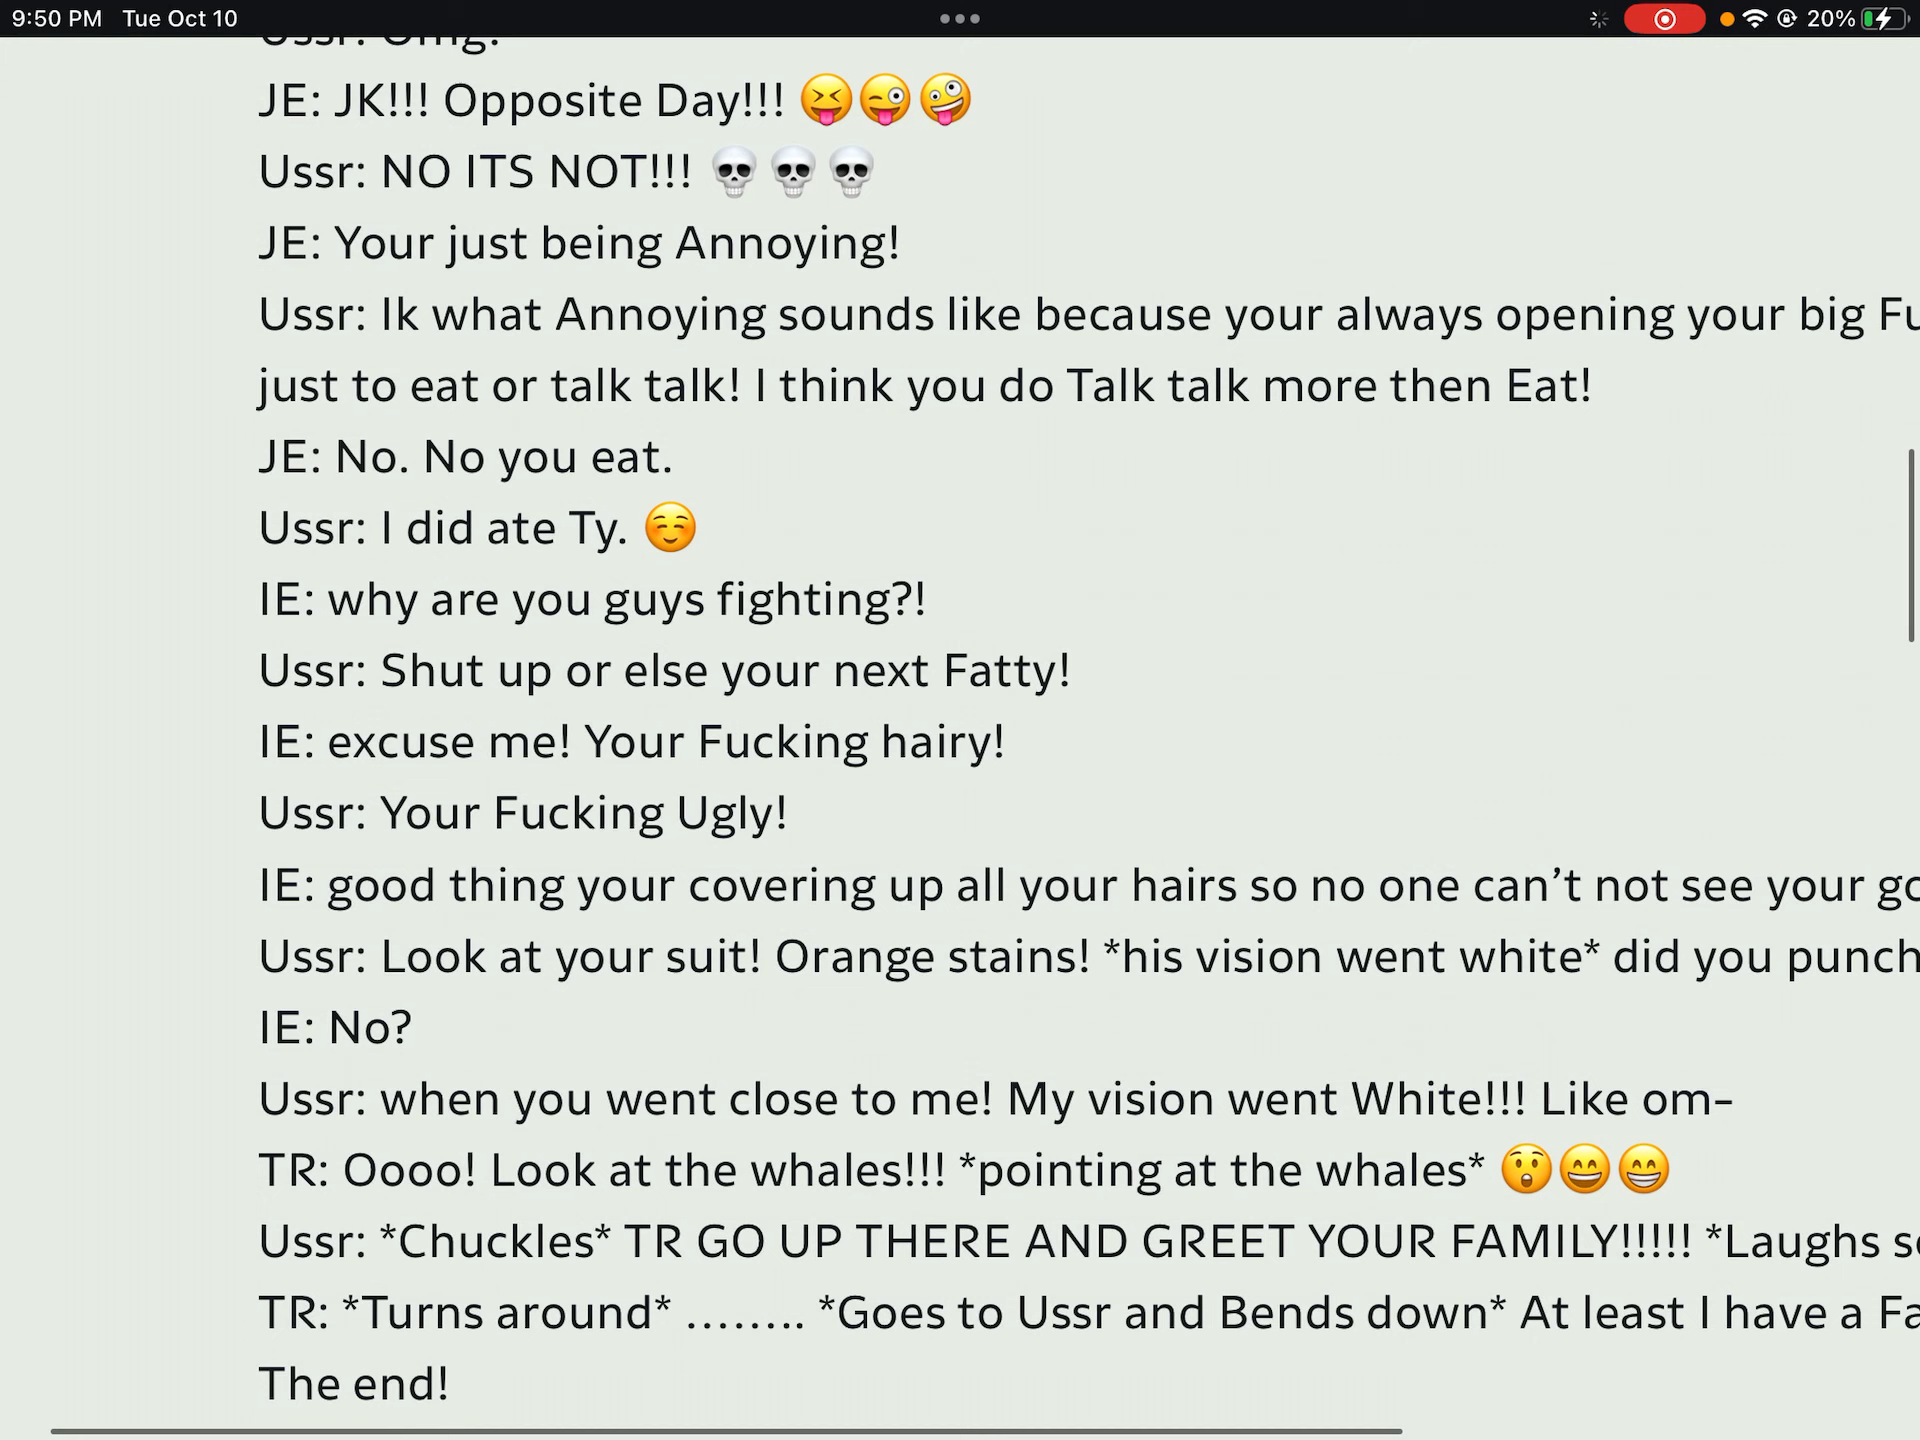 9:50 PM Tue Oct 10 20%
Ussr: Omg!
JE: JK!!! Opposite Day!!! 😝😜🤪
Ussr: NO ITS NOT!!! 💀💀💀
JE: Your just being Annoying!
Ussr: Ik what Annoying sounds like because your always opening your big Fu
just to eat or talk talk! I think you do Talk talk more then Eat!
JE: No. No you eat.
Ussr: I did ate Ty. ☺️
IE: why are you guys fighting?!
Ussr: Shut up or else your next Fatty!
IE: excuse me! Your Fucking hairy!
Ussr: Your Fucking Ugly!
IE: good thing your covering up all your hairs so no one can’t not see your go
Ussr: Look at your suit! Orange stains! *his vision went white* did you punch
IE: No?
Ussr: when you went close to me! My vision went White!!! Like om-
TR: Oooo! Look at the whales!!! *pointing at the whales* 😲😄😁
Ussr: *Chuckles* TR GO UP THERE AND GREET YOUR FAMILY!!!!! *Laughs so
TR: *Turns around* …….. *Goes to Ussr and Bends down* At least I have a Fa
The end!